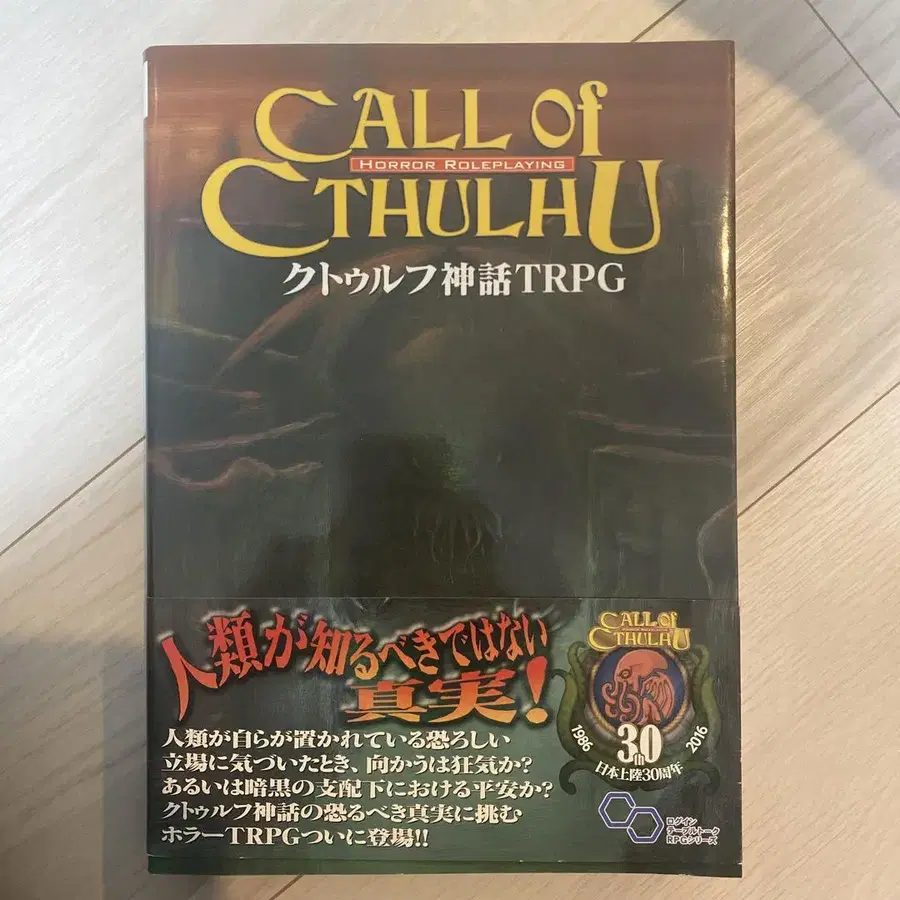 CALL of
HORROR ROLEPLAYING
CTHULHU
クトゥルフ神話TRPG
人類が知るべきではない
真実!
人類が自らが置かれている恐ろしい
立場に気づいたとき、向かうは狂気か?
あるいは暗黒の支配下における平安か?
クトゥルフ神話の恐るべき真実に挑む
ホラーTRPGついに登場!!
CALL of
HORROR ROLEPLAYING
CTHULHU
1986
30th
2016
日本上陸30周年
ログイン
テーブルトーク
RPGシリーズ